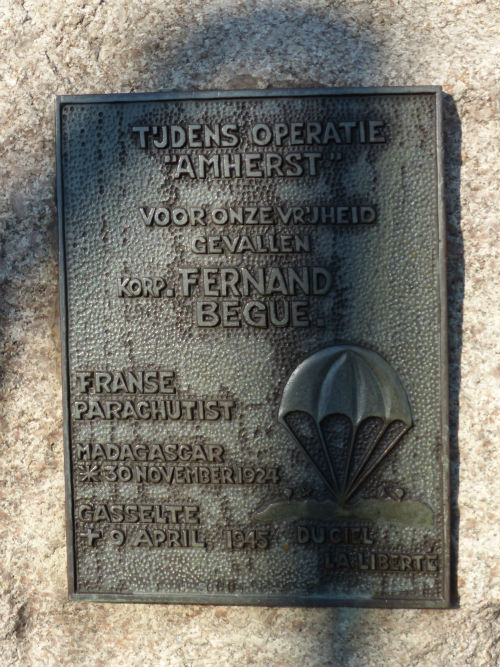 TIJDENS OPERATIE
"AMHERST"
VOOR ONZE VRIJHEID
GEVALLEN
KORP. FERNAND
BEGUE.
FRANSE
PARACHUTIST
MADAGASCAR
* 30 NOVEMBER 1924
GASSELTE
† 9 APRIL, 1945
DU CIEL
LA LIBERTÉ